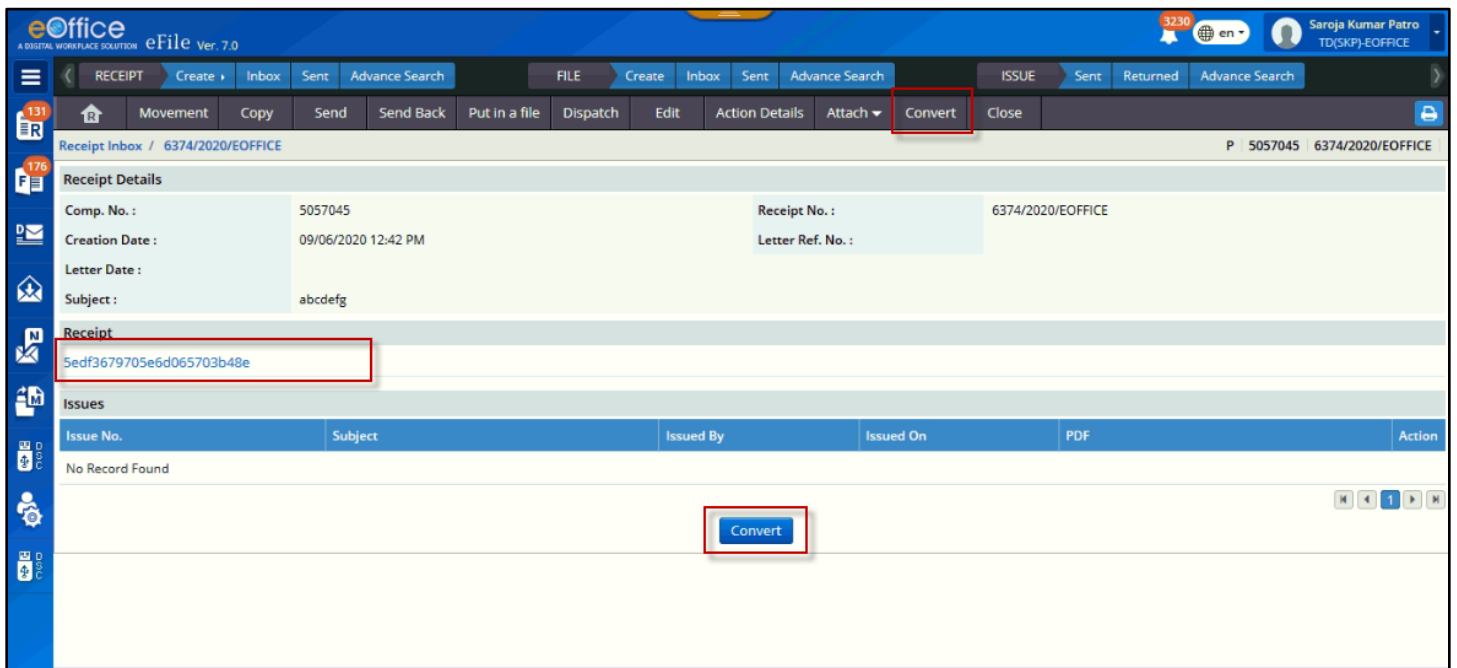 eOffice
A DIGITAL WORKPLACE SOLUTION eFile Ver. 7.0
3230 en Saroja Kumar Patro
TD(SKP)-EOFFICE
RECEIPT Create Inbox Sent Advance Search FILE Create Inbox Sent Advance Search ISSUE Sent Returned Advance Search
131 R
R Movement Copy Send Send Back Put in a file Dispatch Edit Action Details Attach Convert Close
Receipt Inbox / 6374/2020/EOFFICE P 5057045 6374/2020/EOFFICE
176 F
Receipt Details
Comp. No. : 5057045 Receipt No. : 6374/2020/EOFFICE
D
Creation Date : 09/06/2020 12:42 PM Letter Ref. No. :
Letter Date :
Subject : abcdefg
N
Receipt
5edf3679705e6d065703b48e
M
Issues
Issue No. Subject Issued By Issued On PDF Action
DSC
No Record Found
1
Convert
DSC